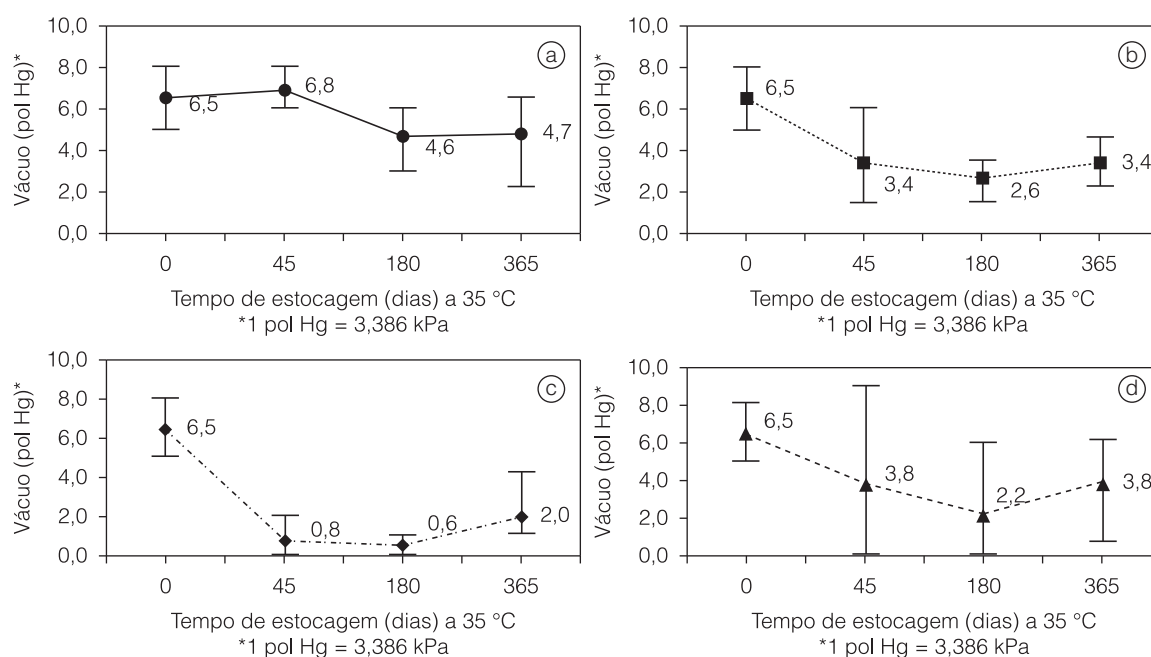 10,0
8,0
6,0
4,0
2,0
0,0
Vácuo (pol Hg)*
6,5
6,8
4,6
4,7
a
0 45 180 365
Tempo de estocagem (dias) a 35 °C
*1 pol Hg = 3,386 kPa
10,0
8,0
6,0
4,0
2,0
0,0
Vácuo (pol Hg)*
6,5
3,4
2,6
3,4
b
0 45 180 365
Tempo de estocagem (dias) a 35 °C
*1 pol Hg = 3,386 kPa
10,0
8,0
6,0
4,0
2,0
0,0
Vácuo (pol Hg)*
6,5
0,8
0,6
2,0
c
0 45 180 365
Tempo de estocagem (dias) a 35 °C
*1 pol Hg = 3,386 kPa
10,0
8,0
6,0
4,0
2,0
0,0
Vácuo (pol Hg)*
6,5
3,8
2,2
3,8
d
0 45 180 365
Tempo de estocagem (dias) a 35 °C
*1 pol Hg = 3,386 kPa